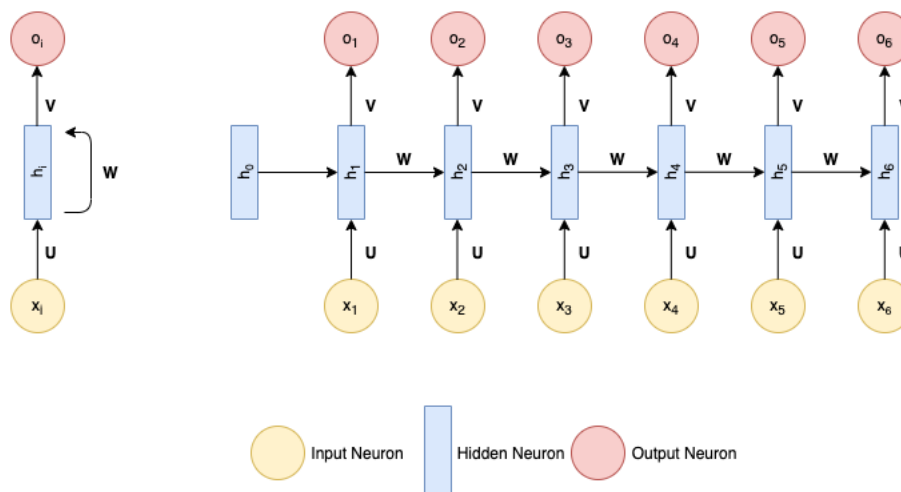 oi o1 o2 o3 o4 o5 o6
V V V V V V V
hi W h0 h1 W h2 W h3 W h4 W h5 W h6
U U U U U U U
xi x1 x2 x3 x4 x5 x6
Input Neuron Hidden Neuron Output Neuron